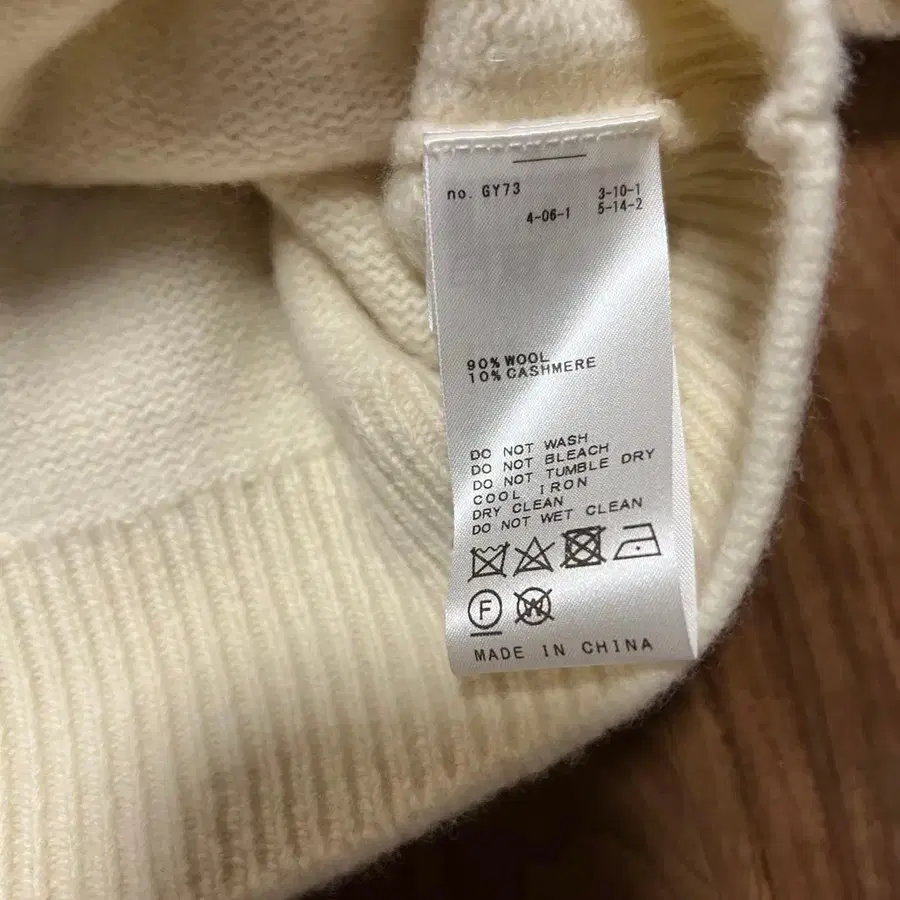 no. GY73 3-10-1
4-06-1 5-14-2
90% WOOL
10% CASHMERE
DO NOT WASH
DO NOT BLEACH
DO NOT TUMBLE DRY
COOL IRON
DRY CLEAN
DO NOT WET CLEAN
F W
MADE IN CHINA